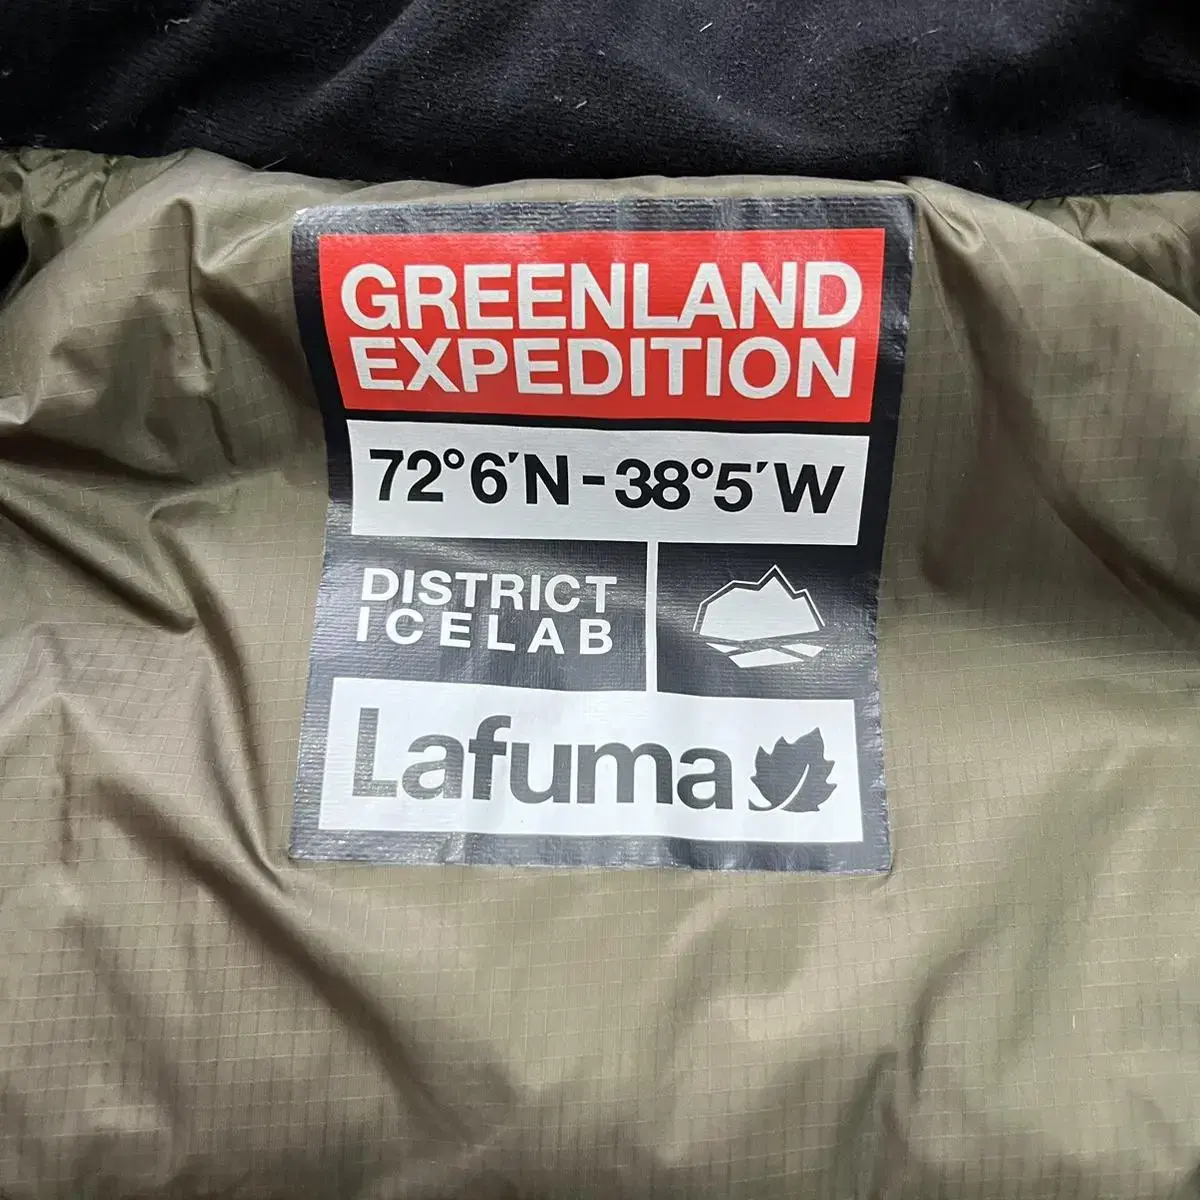 GREENLAND
EXPEDITION
72°6′N-38°5′W
DISTRICT
ICELAB
Lafuma